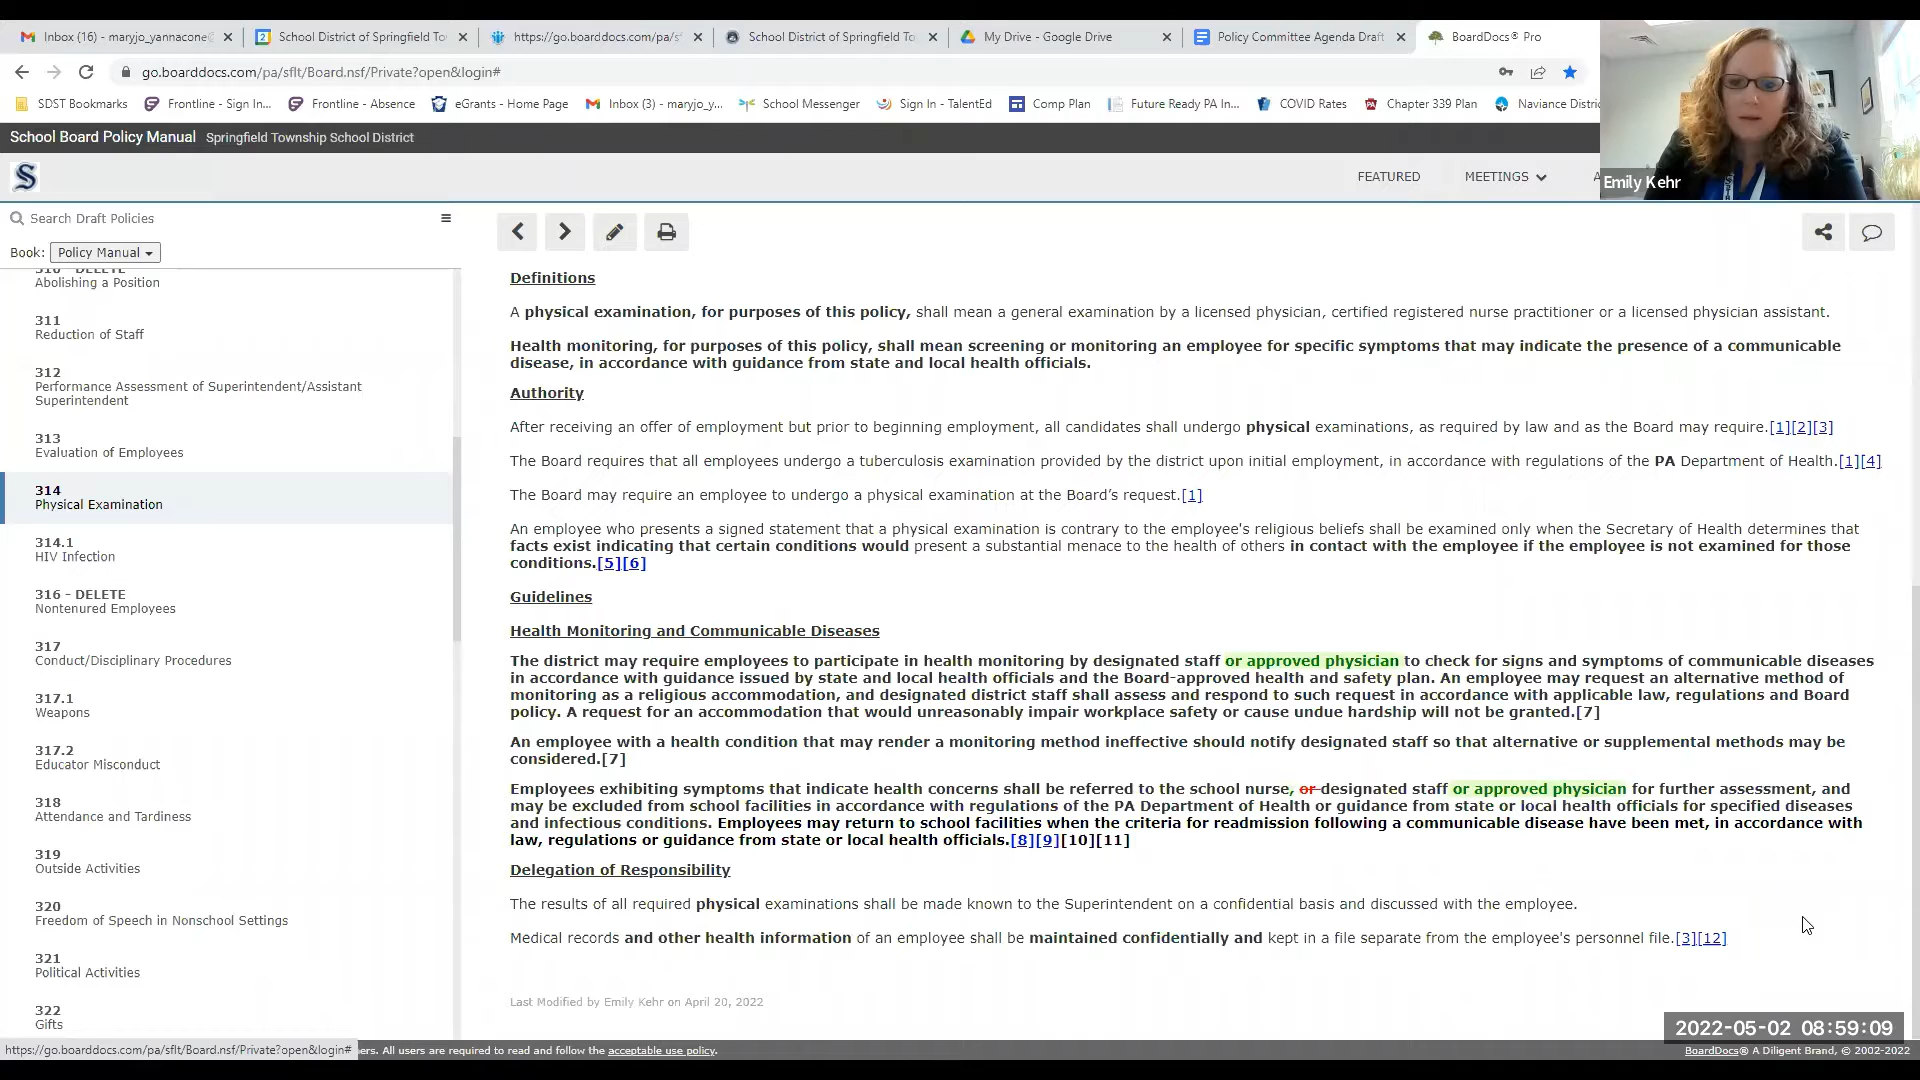 Inbox (16) - maryjo_yannacone
School District of Springfield To
https://go.boarddocs.com/pa/s
School District of Springfield To
My Drive - Google Drive
Policy Committee Agenda Draft
BoardDocs® Pro
go.boarddocs.com/pa/sflt/Board.nsf/Private?open&login#
SDST Bookmarks
Frontline - Sign In...
Frontline - Absence
eGrants - Home Page
Inbox (3) - maryjo_y...
School Messenger
Sign In - TalentEd
Comp Plan
Future Ready PA In...
COVID Rates
Chapter 339 Plan
Naviance Distric
School Board Policy Manual Springfield Township School District
Emily Kehr
FEATURED
MEETINGS
Search Draft Policies
Book: Policy Manual
310 - DELETE
Abolishing a Position
311
Reduction of Staff
312
Performance Assessment of Superintendent/Assistant
Superintendent
313
Evaluation of Employees
314
Physical Examination
314.1
HIV Infection
316 - DELETE
Nontenured Employees
317
Conduct/Disciplinary Procedures
317.1
Weapons
317.2
Educator Misconduct
318
Attendance and Tardiness
319
Outside Activities
320
Freedom of Speech in Nonschool Settings
321
Political Activities
322
Gifts
Definitions
A physical examination, for purposes of this policy, shall mean a general examination by a licensed physician, certified registered nurse practitioner or a licensed physician assistant.
Health monitoring, for purposes of this policy, shall mean screening or monitoring an employee for specific symptoms that may indicate the presence of a communicable
disease, in accordance with guidance from state and local health officials.
Authority
After receiving an offer of employment but prior to beginning employment, all candidates shall undergo physical examinations, as required by law and as the Board may require.[1][2][3]
The Board requires that all employees undergo a tuberculosis examination provided by the district upon initial employment, in accordance with regulations of the PA Department of Health.[1][4]
The Board may require an employee to undergo a physical examination at the Board’s request.[1]
An employee who presents a signed statement that a physical examination is contrary to the employee's religious beliefs shall be examined only when the Secretary of Health determines that
facts exist indicating that certain conditions would present a substantial menace to the health of others in contact with the employee if the employee is not examined for those
conditions.[5][6]
Guidelines
Health Monitoring and Communicable Diseases
The district may require employees to participate in health monitoring by designated staff or approved physician to check for signs and symptoms of communicable diseases
in accordance with guidance issued by state and local health officials and the Board-approved health and safety plan. An employee may request an alternative method of
monitoring as a religious accommodation, and designated district staff shall assess and respond to such request in accordance with applicable law, regulations and Board
policy. A request for an accommodation that would unreasonably impair workplace safety or cause undue hardship will not be granted.[7]
An employee with a health condition that may render a monitoring method ineffective should notify designated staff so that alternative or supplemental methods may be
considered.[7]
Employees exhibiting symptoms that indicate health concerns shall be referred to the school nurse, or designated staff or approved physician for further assessment, and
may be excluded from school facilities in accordance with regulations of the PA Department of Health or guidance from state or local health officials for specified diseases
and infectious conditions. Employees may return to school facilities when the criteria for readmission following a communicable disease have been met, in accordance with
law, regulations or guidance from state or local health officials.[8][9][10][11]
Delegation of Responsibility
The results of all required physical examinations shall be made known to the Superintendent on a confidential basis and discussed with the employee.
Medical records and other health information of an employee shall be maintained confidentially and kept in a file separate from the employee's personnel file.[3][12]
Last Modified by Emily Kehr on April 20, 2022
2022-05-02 08:59:09
https://go.boarddocs.com/pa/sflt/Board.nsf/Private?open&login#
ers. All users are required to read and follow the acceptable use policy.
BoardDocs® A Diligent Brand, © 2002-2022